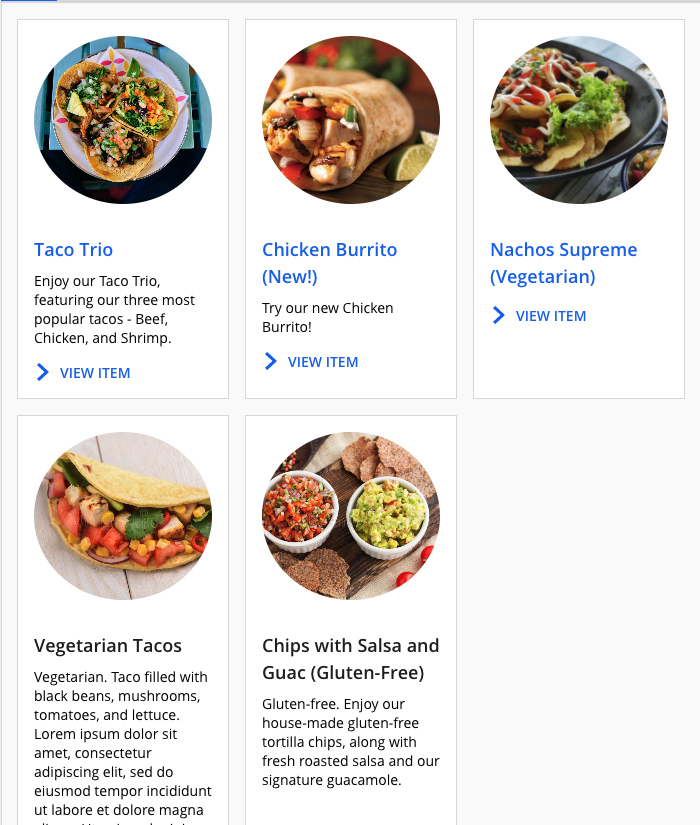 Taco Trio
Enjoy our Taco Trio,
featuring our three most
popular tacos - Beef,
Chicken, and Shrimp.
VIEW ITEM
Chicken Burrito
(New!)
Try our new Chicken
Burrito!
VIEW ITEM
Nachos Supreme
(Vegetarian)
VIEW ITEM
Vegetarian Tacos
Vegetarian. Taco filled with
black beans, mushrooms,
tomatoes, and lettuce.
Lorem ipsum dolor sit
amet, consectetur
adipiscing elit, sed do
eiusmod tempor incididunt
ut labore et dolore magna
Chips with Salsa and
Guac (Gluten-Free)
Gluten-free. Enjoy our
house-made gluten-free
tortilla chips, along with
fresh roasted salsa and our
signature guacamole.